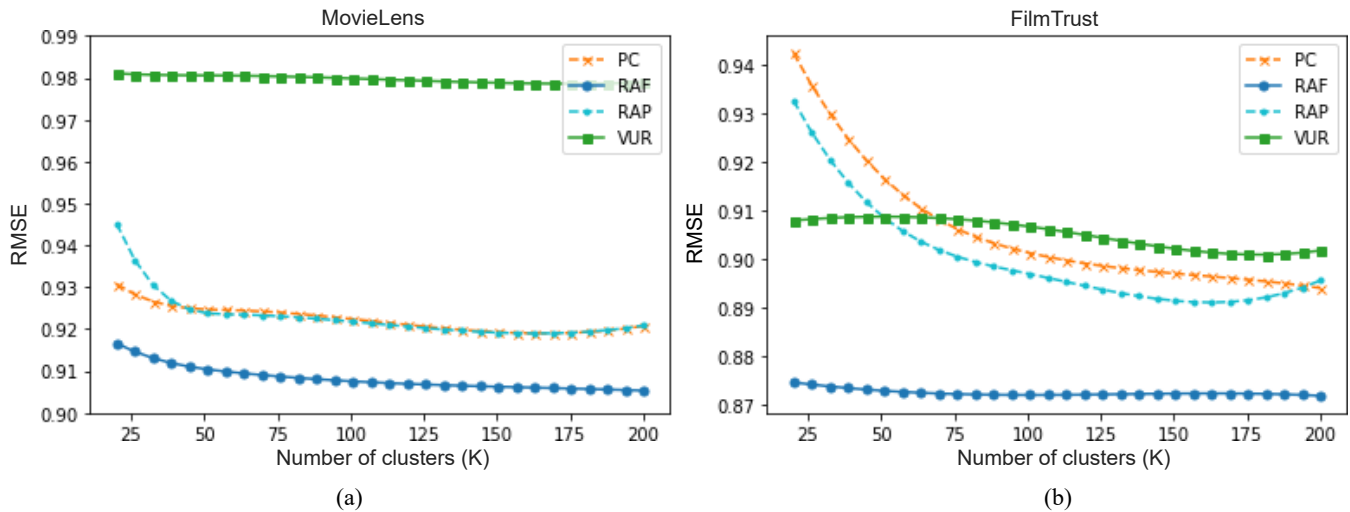 MovieLens
0.99
0.98
0.97
0.96
0.95
0.94
0.93
0.92
0.91
0.90
RMSE
PC
RAF
RAP
VUR
25 50 75 100 125 150 175 200
Number of clusters (K)
(a)
FilmTrust
0.94
0.93
0.92
0.91
0.90
0.89
0.88
0.87
RMSE
PC
RAF
RAP
VUR
25 50 75 100 125 150 175 200
Number of clusters (K)
(b)